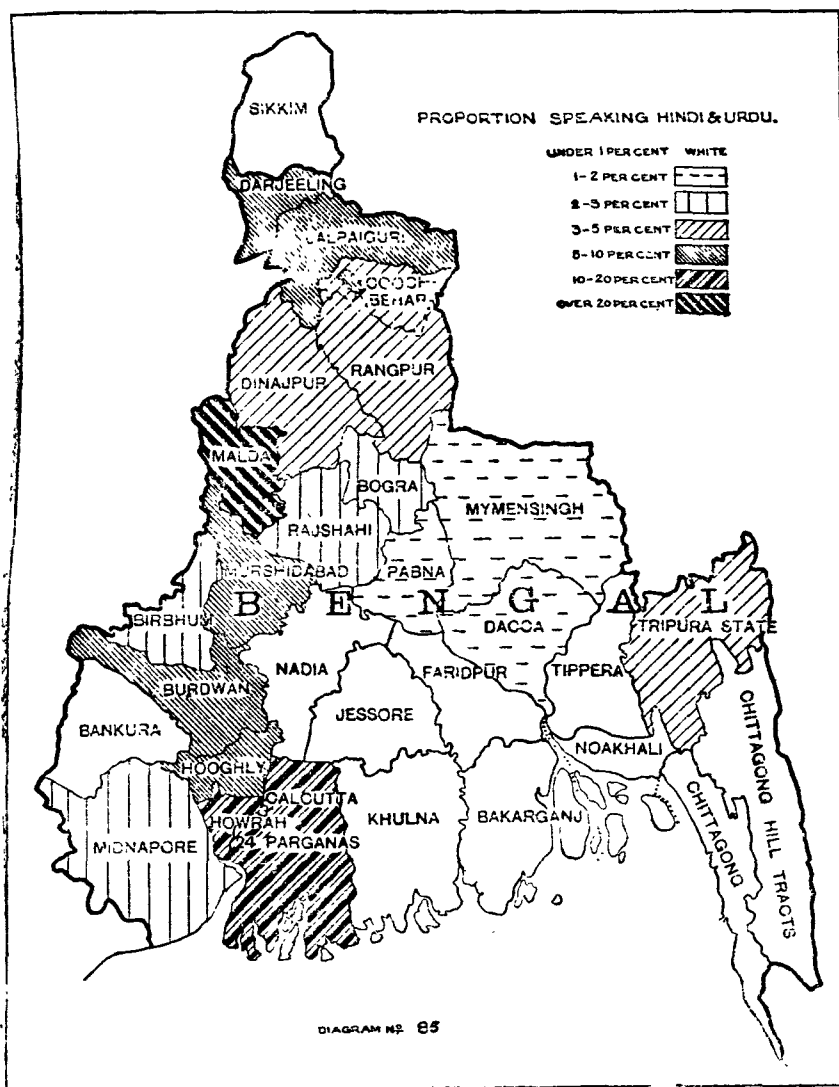 SIKKIM
PROPORTION SPEAKING HINDI & URDU.
UNDER 1 PER CENT WHITE
1-2 PER CENT
2-3 PER CENT
3-5 PER CENT
5-10 PER CENT
10-20 PER CENT
OVER 20 PER CENT
DARJEELING
JALPAIGURI
COOCH
BEHAR
RANGPUR
DINAJPUR
MALDA
BOGRA
MYMENSINGH
RAJSHAHI
MURSHIDABAD
PABNA
BENGAL
BIRBHUM
DACCA
TRIPURA STATE
NADIA
FARIDPUR
TIPPERA
BURDWAN
JESSORE
BANKURA
NOAKHALI
CHITTAGONG HILL TRACTS
HOOGHLY
CALCUTTA
HOWRAH
24 PARGANAS
KHULNA
BAKARGANJ
CHITTAGONG
MIDNAPORE
DIAGRAM Nº 85